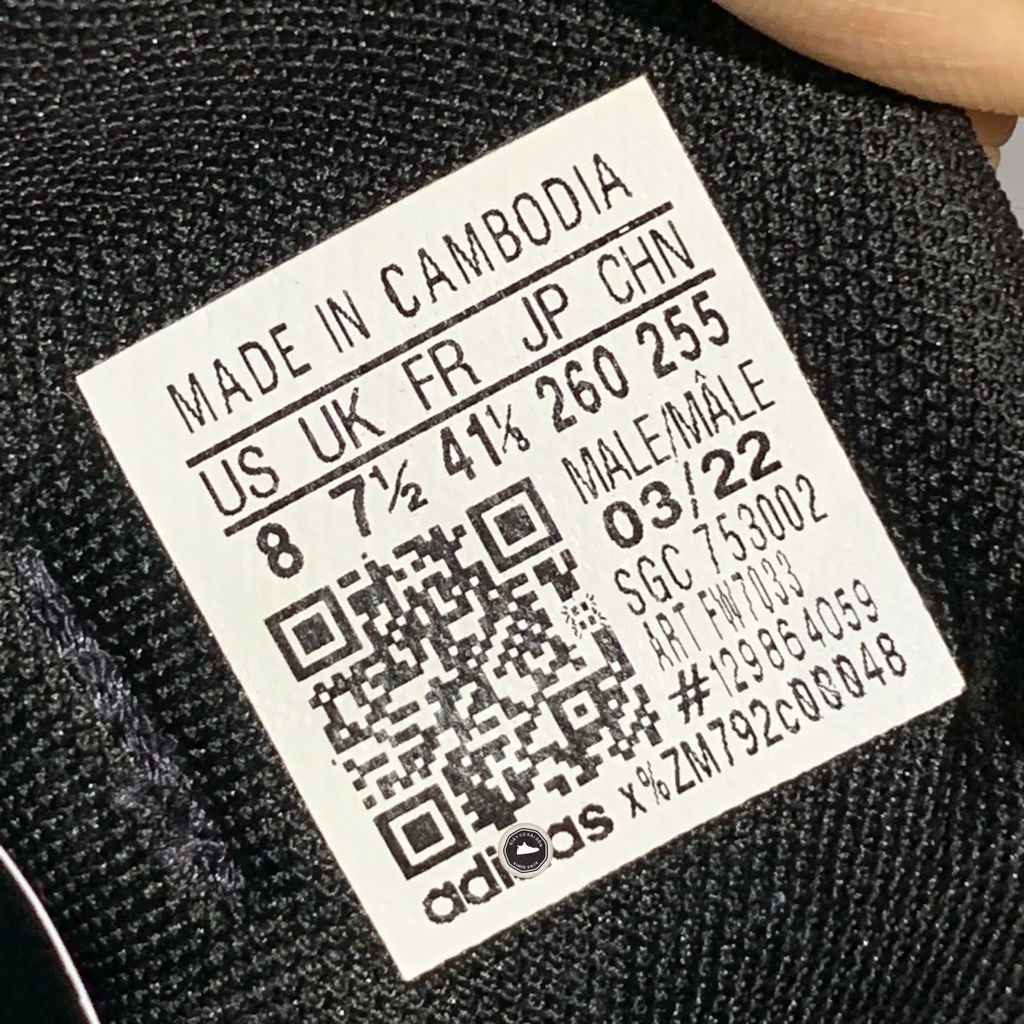 MADE IN CAMBODIA
US UK FR JP CHN
8 7½ 41⅓ 260 255
MALE/MÂLE
03/22
SGC 753002
ART FW7033
#129864059
x%ZM792c08048